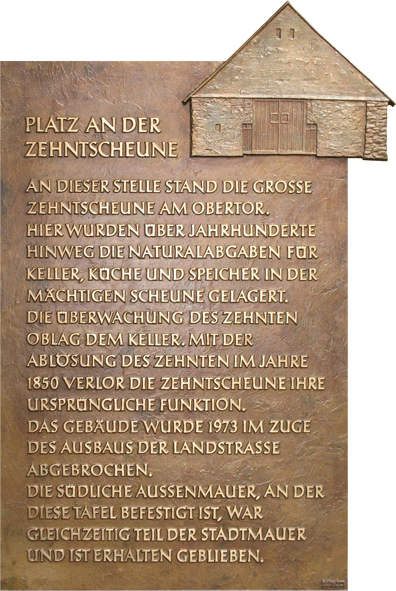 PLATZ AN DER
ZEHNTSCHEUNE
AN DIESER STELLE STAND DIE GROSSE
ZEHNTSCHEUNE AM OBERTOR.
HIER WURDEN ÜBER JAHRHUNDERTE
HINWEG DIE NATURALABGABEN FÜR
KELLER, KÜCHE UND SPEICHER IN DER
MÄCHTIGEN SCHEUNE GELAGERT.
DIE ÜBERWACHUNG DES ZEHNTEN
OBLAG DEM KELLER. MIT DER
ABLÖSUNG DES ZEHNTEN IM JAHRE
1850 VERLOR DIE ZEHNTSCHEUNE IHRE
URSPRÜNGLICHE FUNKTION.
DAS GEBÄUDE WURDE 1973 IM ZUGE
DES AUSBAUS DER LANDSTRASSE
ABGEBROCHEN.
DIE SÜDLICHE AUSSENMAUER, AN DER
DIESE TAFEL BEFESTIGT IST, WAR
GLEICHZEITIG TEIL DER STADTMAUER
UND IST ERHALTEN GEBLIEBEN.